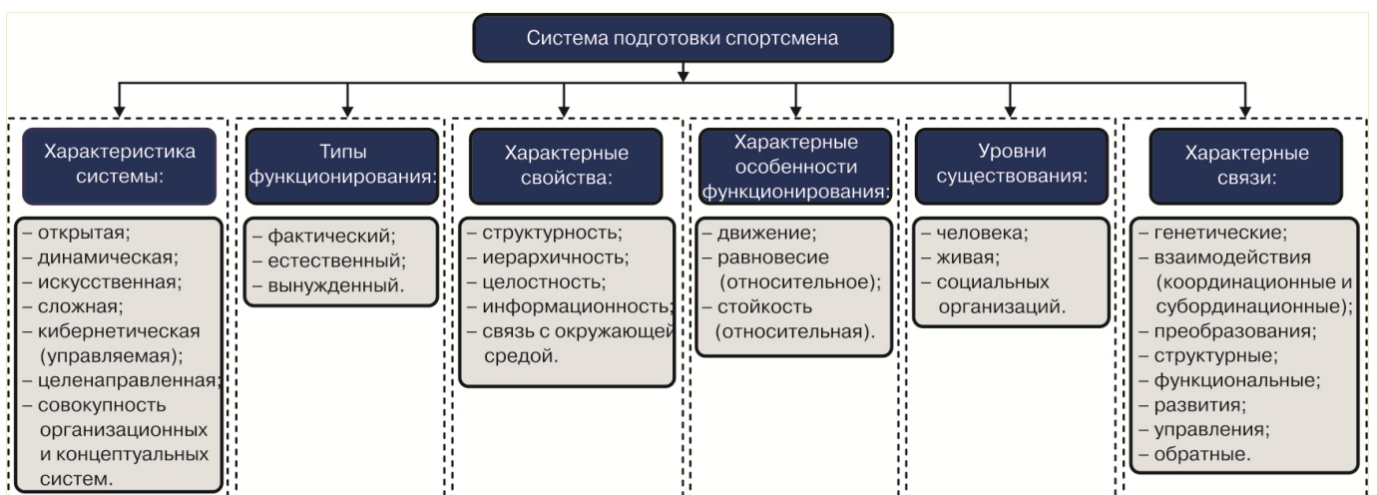 Система подготовки спортсмена
Характеристика
системы:
– открытая;
– динамическая;
– искусственная;
– сложная;
– кибернетическая
(управляемая);
– целенаправленная;
– совокупность
организационных
и концептуальных
систем.
Типы
функционирования:
– фактический;
– естественный;
– вынужденный.
Характерные
свойства:
– структурность;
– иерархичность;
– целостность;
– информационность;
– связь с окружающей
средой.
Характерные
особенности
функционирования:
– движение;
– равновесие
(относительное);
– стойкость
(относительная).
Уровни
существования:
– человека;
– живая;
– социальных
организаций.
Характерные
связи:
– генетические;
– взаимодействия
(координационные и
субординационные);
– преобразования;
– структурные;
– функциональные;
– развития;
– управления;
– обратные.